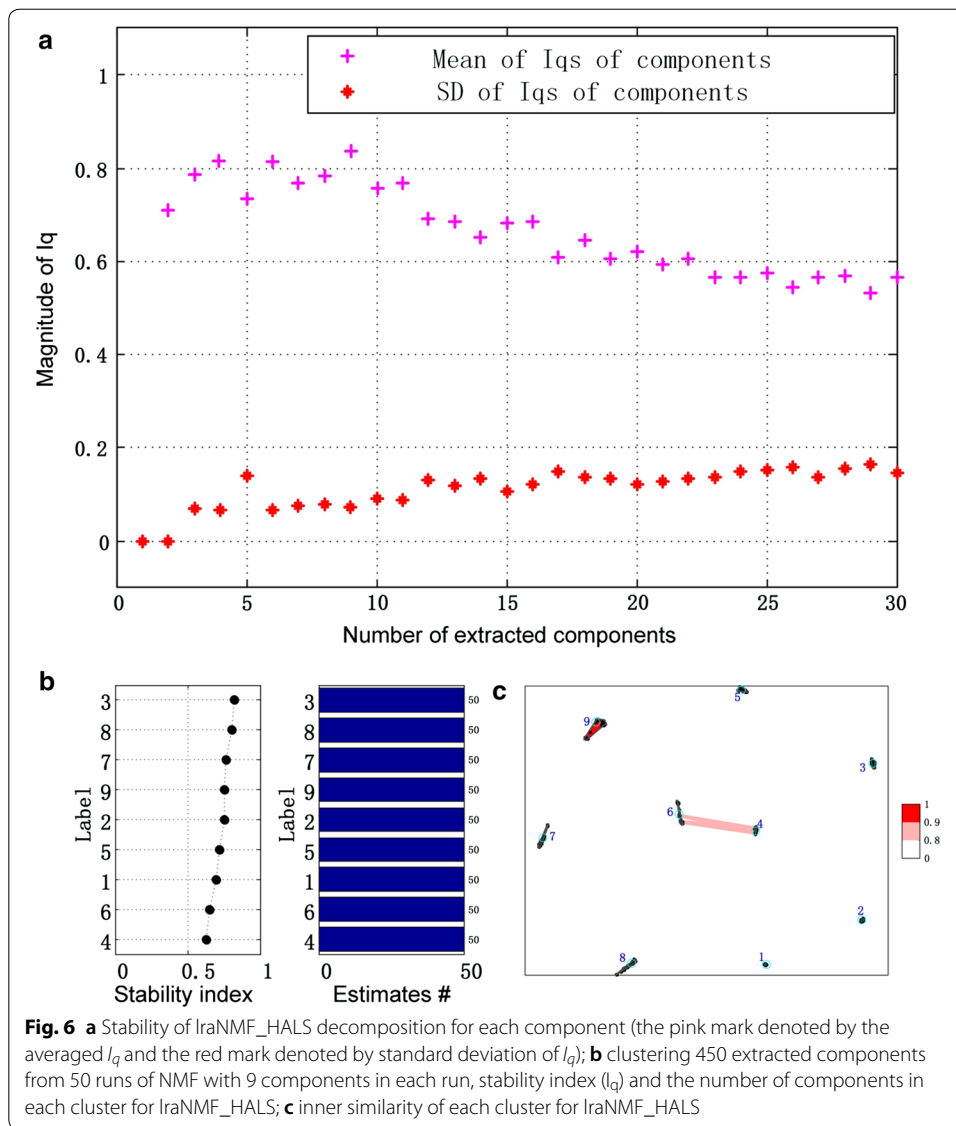 a
Mean of Iqs of components
SD of Iqs of components
1
0.8
0.6
0.4
0.2
0
Magnitude of Iq
0 5 10 15 20 25 30
Number of extracted components
b
3
8
7
9
2
5
1
6
4
Label
0 0.5 1
Stability index
3
8
7
9
2
5
1
6
4
Label
50
50
50
50
50
50
50
50
50
0 50
Estimates #
c
5
9
3
6
4
7
2
8
1
1
0.9
0.8
0
Fig. 6 a Stability of lraNMF_HALS decomposition for each component (the pink mark denoted by the
averaged Iq and the red mark denoted by standard deviation of Iq); b clustering 450 extracted components
from 50 runs of NMF with 9 components in each run, stability index (Iq) and the number of components in
each cluster for lraNMF_HALS; c inner similarity of each cluster for lraNMF_HALS